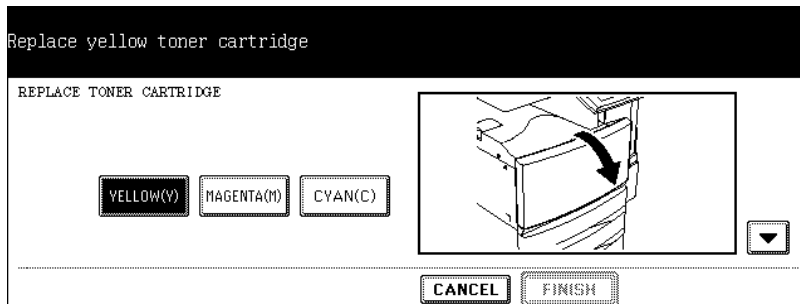 Replace yellow toner cartridge
REPLACE TONER CARTRIDGE
YELLOW(Y) MAGENTA(M) CYAN(C)
CANCEL FINISH